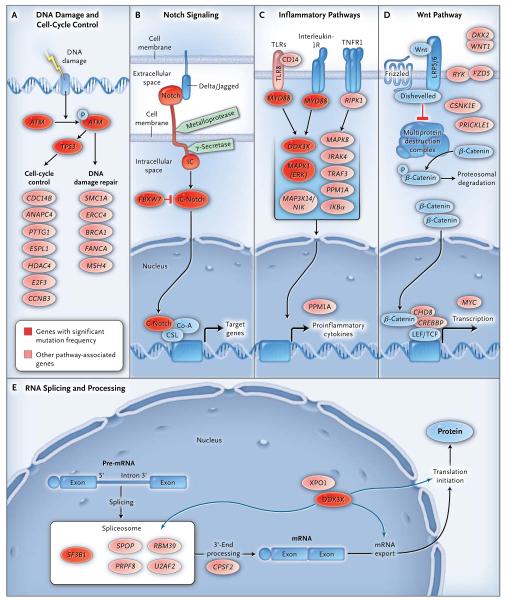 A DNA Damage and
Cell-Cycle Control
DNA
damage
ATM
P
ATM
TP53
Cell-cycle
control
DNA
damage repair
CDC14B
ANAPC4
PTTG1
ESPL1
HDAC4
E2F3
CCNB3
SMC1A
ERCC4
BRCA1
FANCA
MSH4
Genes with significant
mutation frequency
Other pathway-associated
genes
B Notch Signaling
Cell
membrane
Extracellular
space
Notch
Delta/Jagged
Metalloprotease
Cell
membrane
γ-Secretase
Intracellular
space
IC
FBXW7
IC-Notch
Nucleus
IC-Notch
Co-A
CSL
Target
genes
C Inflammatory Pathways
TLRs
Interleukin-
1R
TNFR1
CD14
TLR8
MYD88
MYD88
RIPK1
DDX3X
MAPK1
(ERK)
MAP3K14/
NIK
MAPK8
IRAK4
TRAF3
PPM1A
IKBα
PPM1A
Proinflammatory
cytokines
D Wnt Pathway
Wnt
LRP5/6
Frizzled
Dishevelled
DKK2
WNT1
RYK
FZD5
CSNK1E
PRICKLE1
Multiprotein
destruction
complex
β-Catenin
P
β-Catenin
Proteosomal
degradation
β-Catenin
β-Catenin
MYC
β-Catenin
CHD8
CREBBP
LEF/TCF
Transcription
E RNA Splicing and Processing
Nucleus
Protein
Pre-mRNA
5'
Intron 3'
Exon
Exon
Splicing
Spliceosome
SF3B1
SPOP
RBM39
PRPF8
U2AF2
3'-End
processing
CPSF2
XPO1
DDX3X
mRNA
Exon
Exon
mRNA
export
Translation
initiation